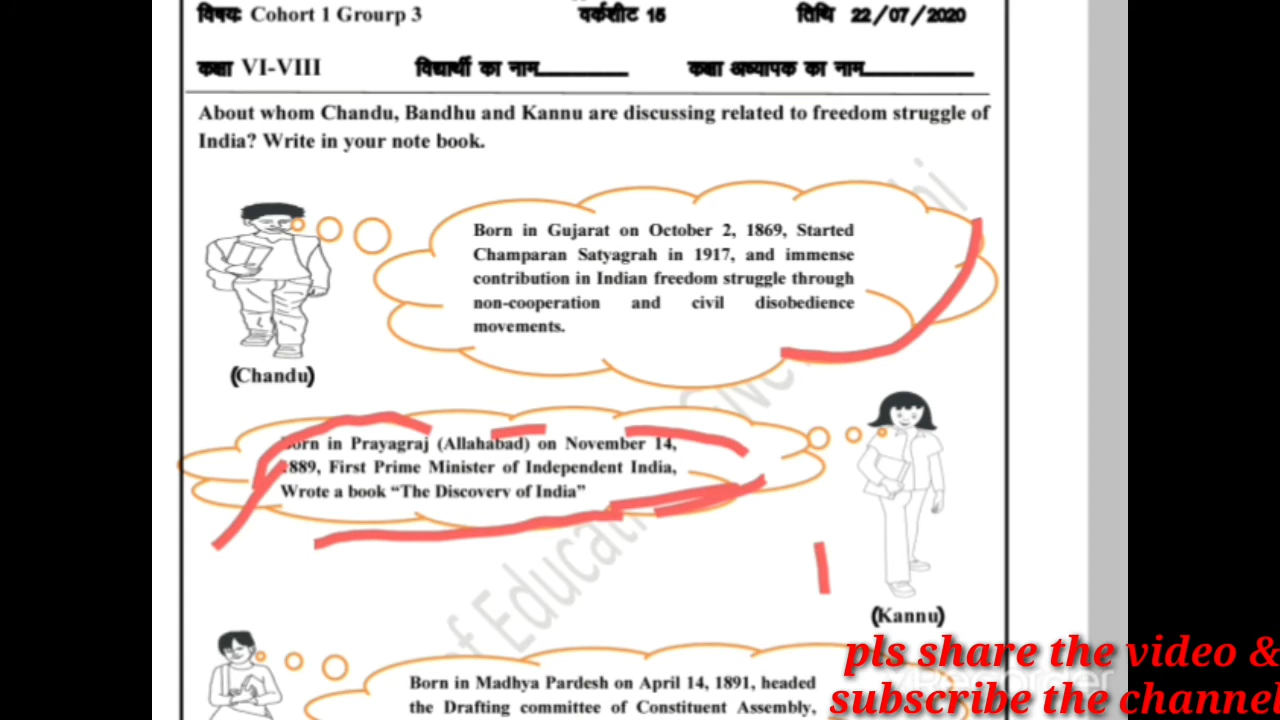 विषयः Cohort 1 Grourp 3 वर्कशीट 15 तिथि 22/07/2020
कक्षा VI-VIII विद्यार्थी का नाम________ कक्षा अध्यापक का नाम________
About whom Chandu, Bandhu and Kannu are discussing related to freedom struggle of
India? Write in your note book.
Born in Gujarat on October 2, 1869, Started
Champaran Satyagrah in 1917, and immense
contribution in Indian freedom struggle through
non-cooperation and civil disobedience
movements.
(Chandu)
Born in Prayagraj (Allahabad) on November 14,
1889, First Prime Minister of Independent India,
Wrote a book “The Discovery of India”
(Kannu)
Born in Madhya Pardesh on April 14, 1891, headed
the Drafting committee of Constituent Assembly,
pls share the video &
subscribe the channel